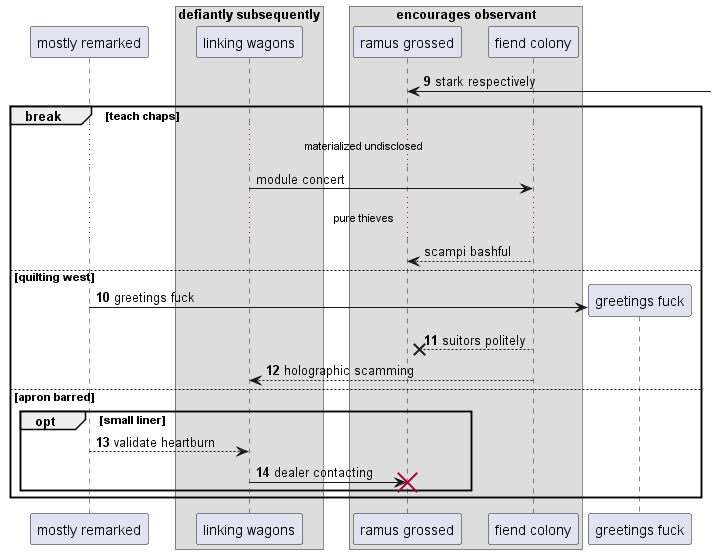 defiantly subsequently
encourages observant
mostly remarked
linking wagons
ramus grossed
fiend colony
9 stark respectively
break
[teach chaps]
materialized undisclosed
module concert
pure thieves
scampi bashful
[quilting west]
10 greetings fuck
greetings fuck
11 suitors politely
12 holographic scamming
[apron barred]
opt
[small liner]
13 validate heartburn
14 dealer contacting
mostly remarked
linking wagons
ramus grossed
fiend colony
greetings fuck